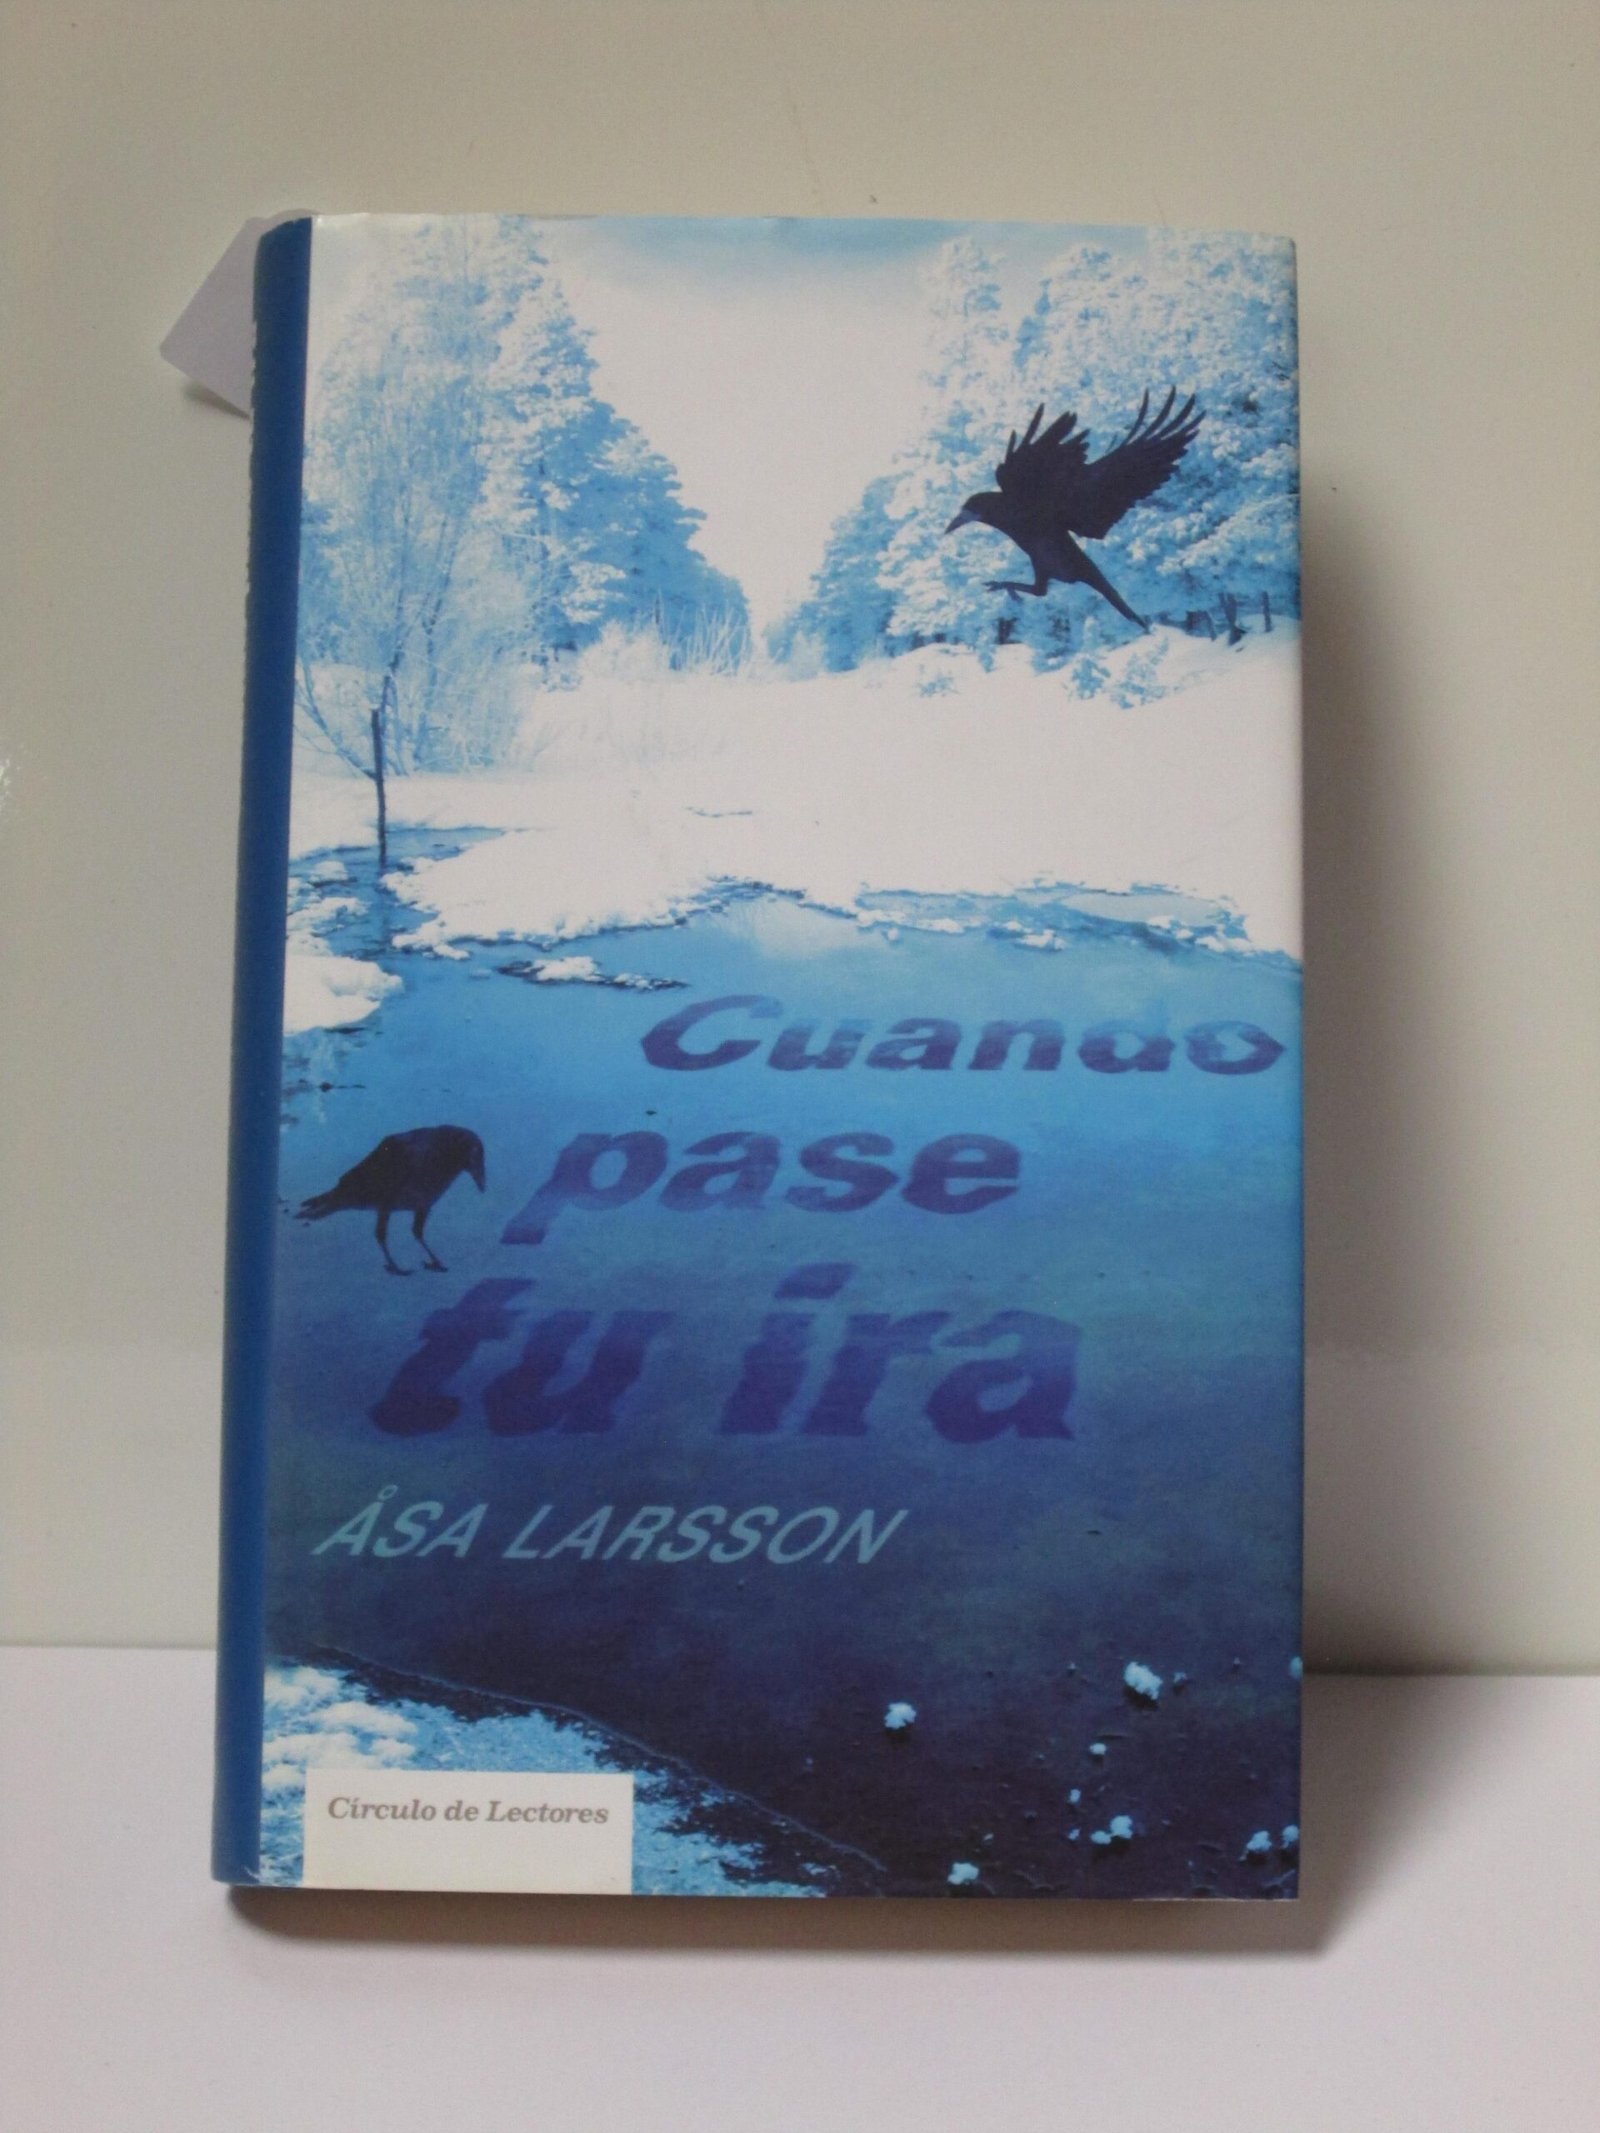 Cuando
pase
tu ira
ÅSA LARSSON
Círculo de Lectores